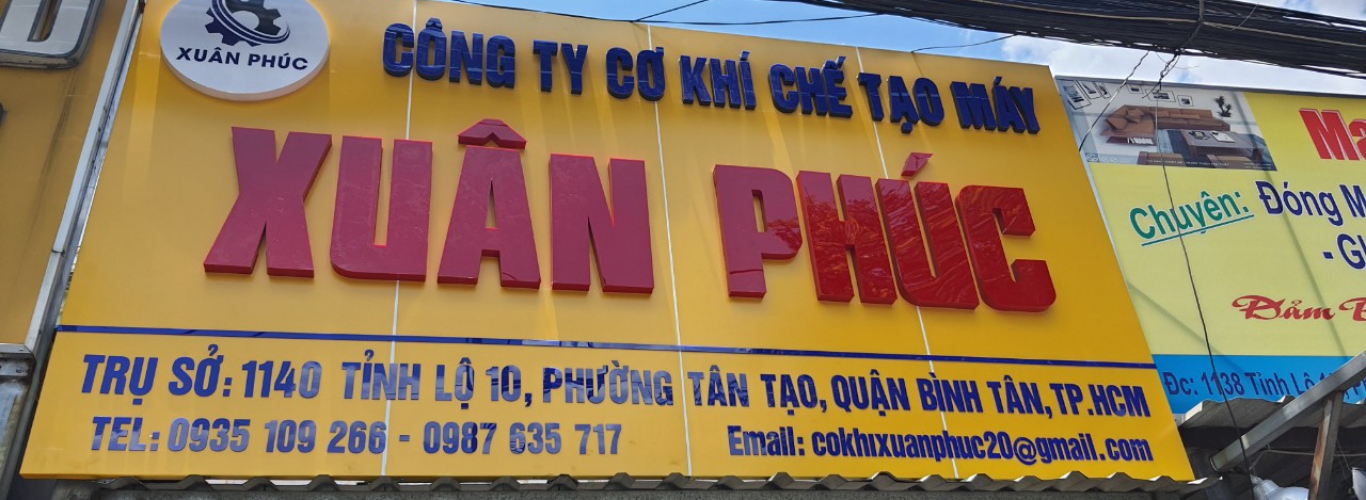 XUÂN PHÚC
CÔNG TY CƠ KHÍ CHẾ TẠO MÁY
XUÂN PHÚC
TRỤ SỞ: 1140 TỈNH LỘ 10, PHƯỜNG TÂN TẠO, QUẬN BÌNH TÂN, TP.HCM
TEL: 0935 109 266 - 0987 635 717
Email: cokhixuanphuc20@gmail.com
Chuyên: Đóng
Đảm
Đc: 1138 Tỉnh Lộ